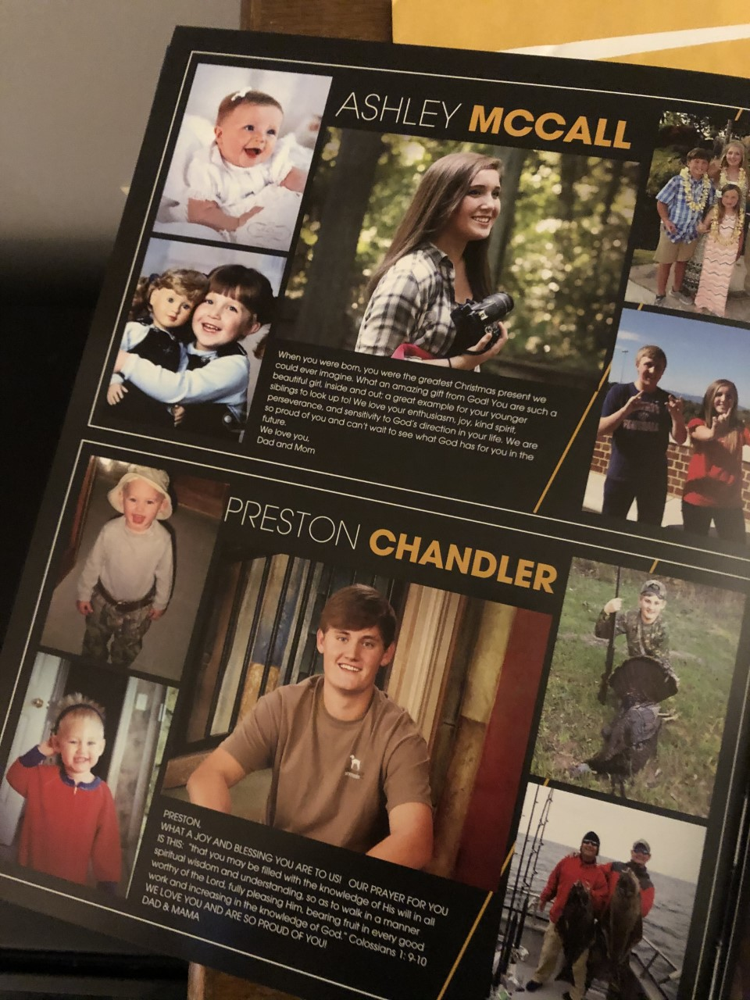 ASHLEY MCCALL
When you were born, you were the greatest Christmas present we
could ever imagine. What an amazing gift from God! You are such a
beautiful girl, inside and out; a great example for your younger
siblings to look up to! We love your enthusiasm, joy, kind spirit,
perseverance, and sensitivity to God's direction in your life. We are
so proud of you and can't wait to see what God has for you in the
future.
We love you,
Dad and Mom
PRESTON CHANDLER
PRESTON,
WHAT A JOY AND BLESSING YOU ARE TO US! OUR PRAYER FOR YOU
IS THIS: "that you may be filled with the knowledge of His will in all
spiritual wisdom and understanding, so as to walk in a manner
worthy of the Lord, fully pleasing Him, bearing fruit in every good
work and increasing in the knowledge of God." Colossians 1: 9-10
WE LOVE YOU AND ARE SO PROUD OF YOU!
DAD & MAMA